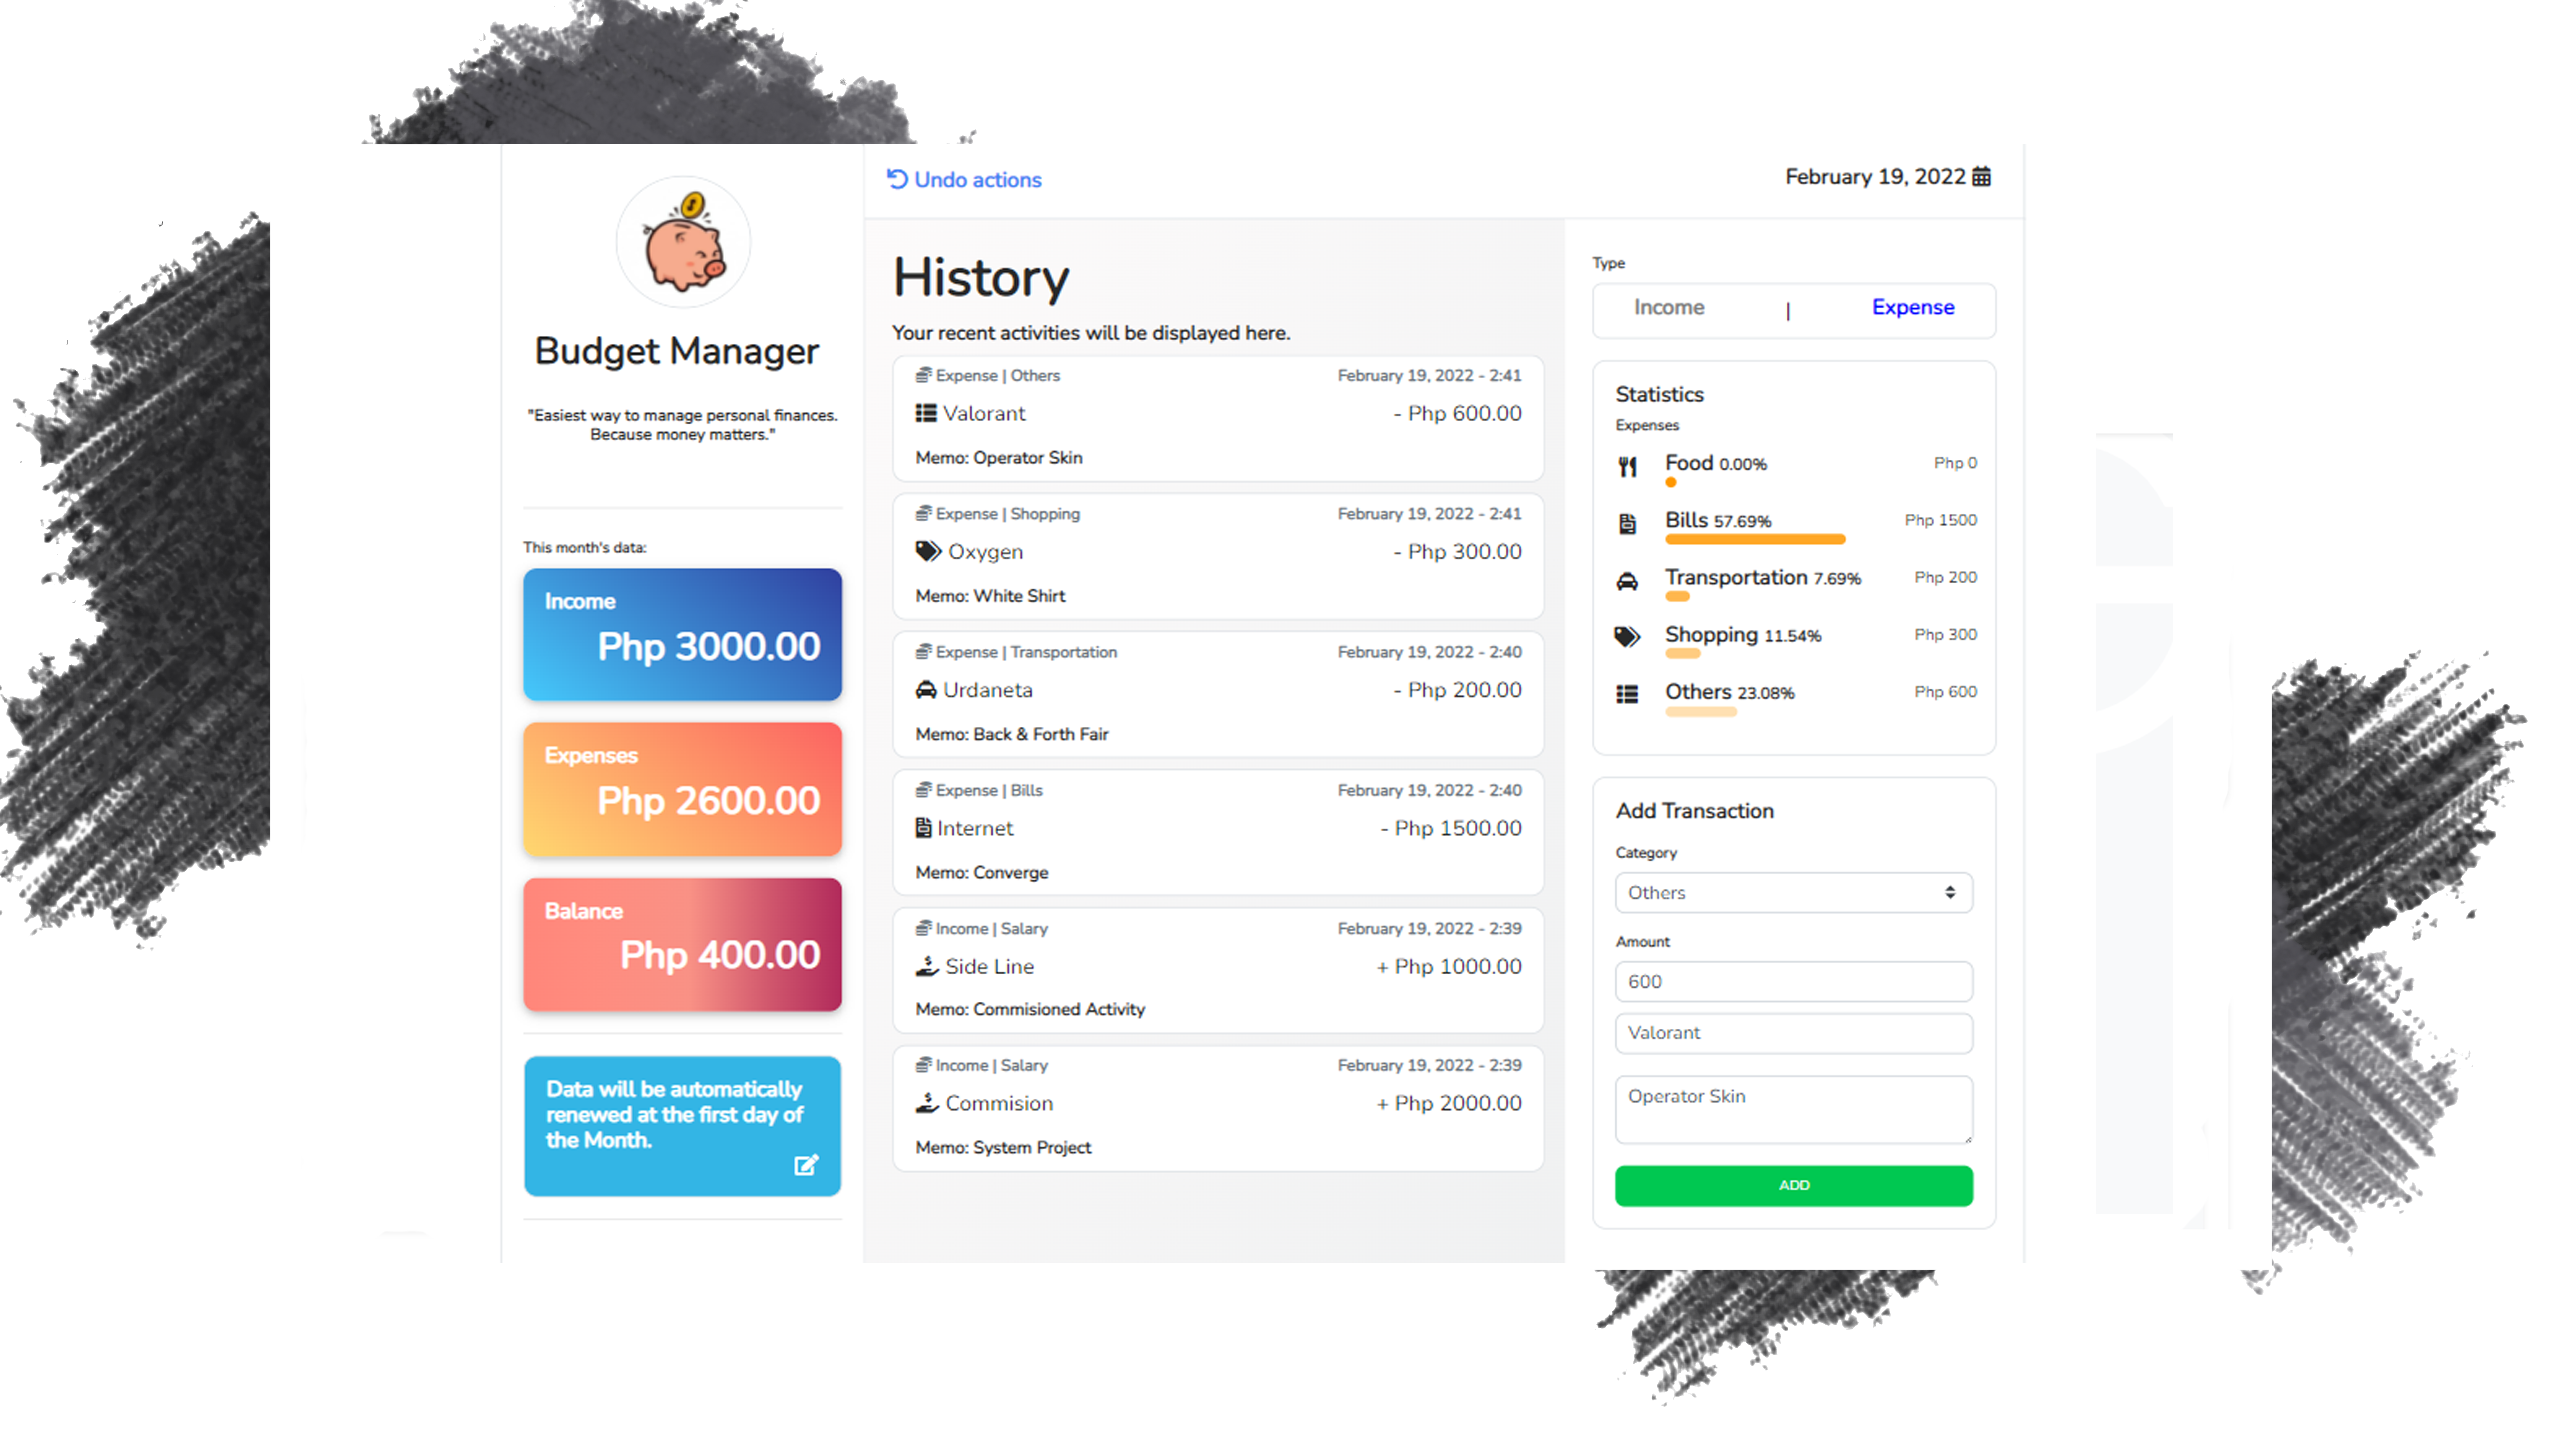 Budget Manager
"Easiest way to manage personal finances.
Because money matters."
This month's data:
Income
Php 3000.00
Expenses
Php 2600.00
Balance
Php 400.00
Data will be automatically
renewed at the first day of
the Month.
Undo actions
February 19, 2022
History
Your recent activities will be displayed here.
Expense | Others February 19, 2022 - 2:41
Valorant - Php 600.00
Memo: Operator Skin
Expense | Shopping February 19, 2022 - 2:41
Oxygen - Php 300.00
Memo: White Shirt
Expense | Transportation February 19, 2022 - 2:40
Urdaneta - Php 200.00
Memo: Back & Forth Fair
Expense | Bills February 19, 2022 - 2:40
Internet - Php 1500.00
Memo: Converge
Income | Salary February 19, 2022 - 2:39
Side Line + Php 1000.00
Memo: Commisioned Activity
Income | Salary February 19, 2022 - 2:39
Commision + Php 2000.00
Memo: System Project
Type
Income | Expense
Statistics
Expenses
Food 0.00% Php 0
Bills 57.69% Php 1500
Transportation 7.69% Php 200
Shopping 11.54% Php 300
Others 23.08% Php 600
Add Transaction
Category
Others
Amount
600
Valorant
Operator Skin
ADD